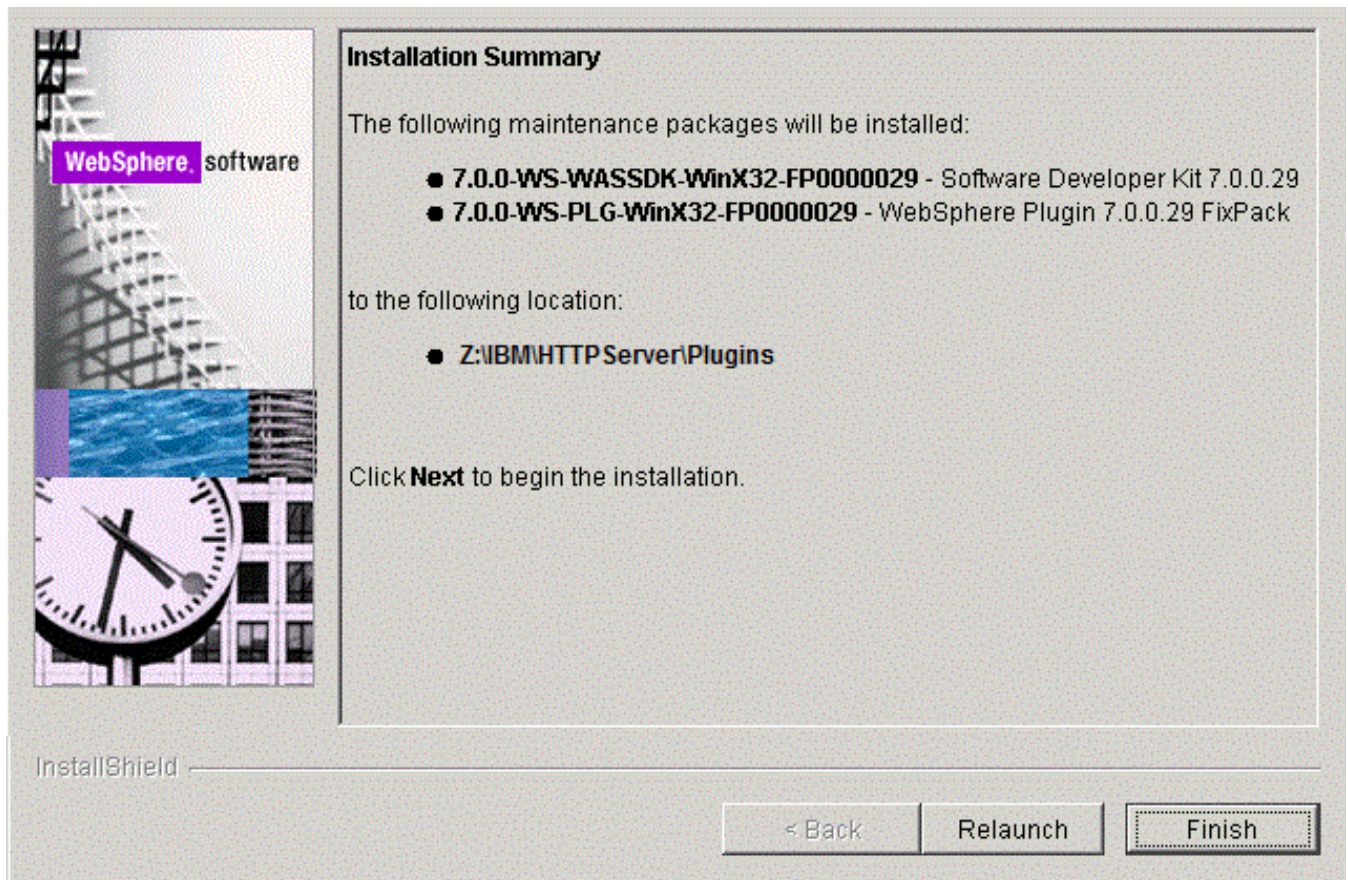 WebSphere. software
Installation Summary
The following maintenance packages will be installed:
● 7.0.0-WS-WASSDK-WinX32-FP0000029 - Software Developer Kit 7.0.0.29
● 7.0.0-WS-PLG-WinX32-FP0000029 - WebSphere Plugin 7.0.0.29 FixPack
to the following location:
● Z:\IBM\HTTPServer\Plugins
Click Next to begin the installation.
InstallShield
< Back
Relaunch
Finish